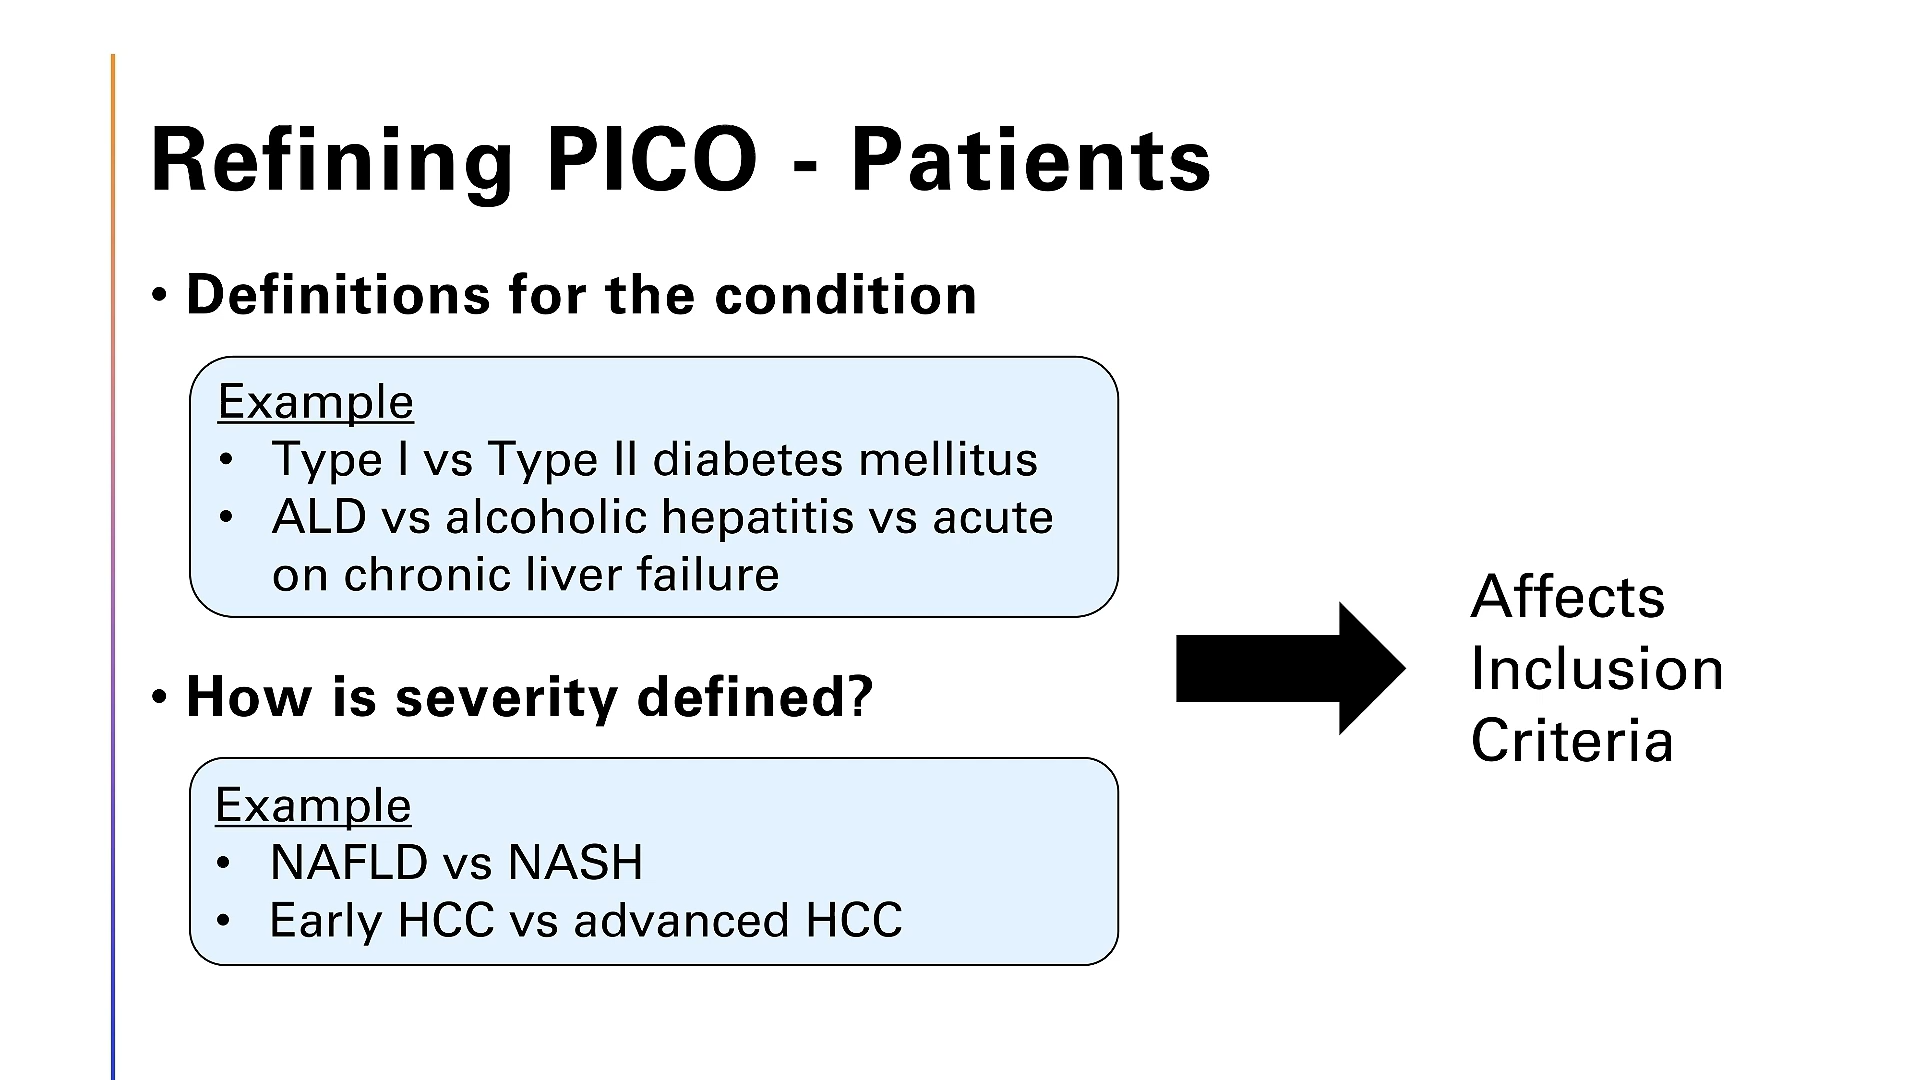 Refining PICO - Patients
• Definitions for the condition
Example
• Type I vs Type II diabetes mellitus
• ALD vs alcoholic hepatitis vs acute
on chronic liver failure
• How is severity defined?
Example
• NAFLD vs NASH
• Early HCC vs advanced HCC
Affects
Inclusion
Criteria